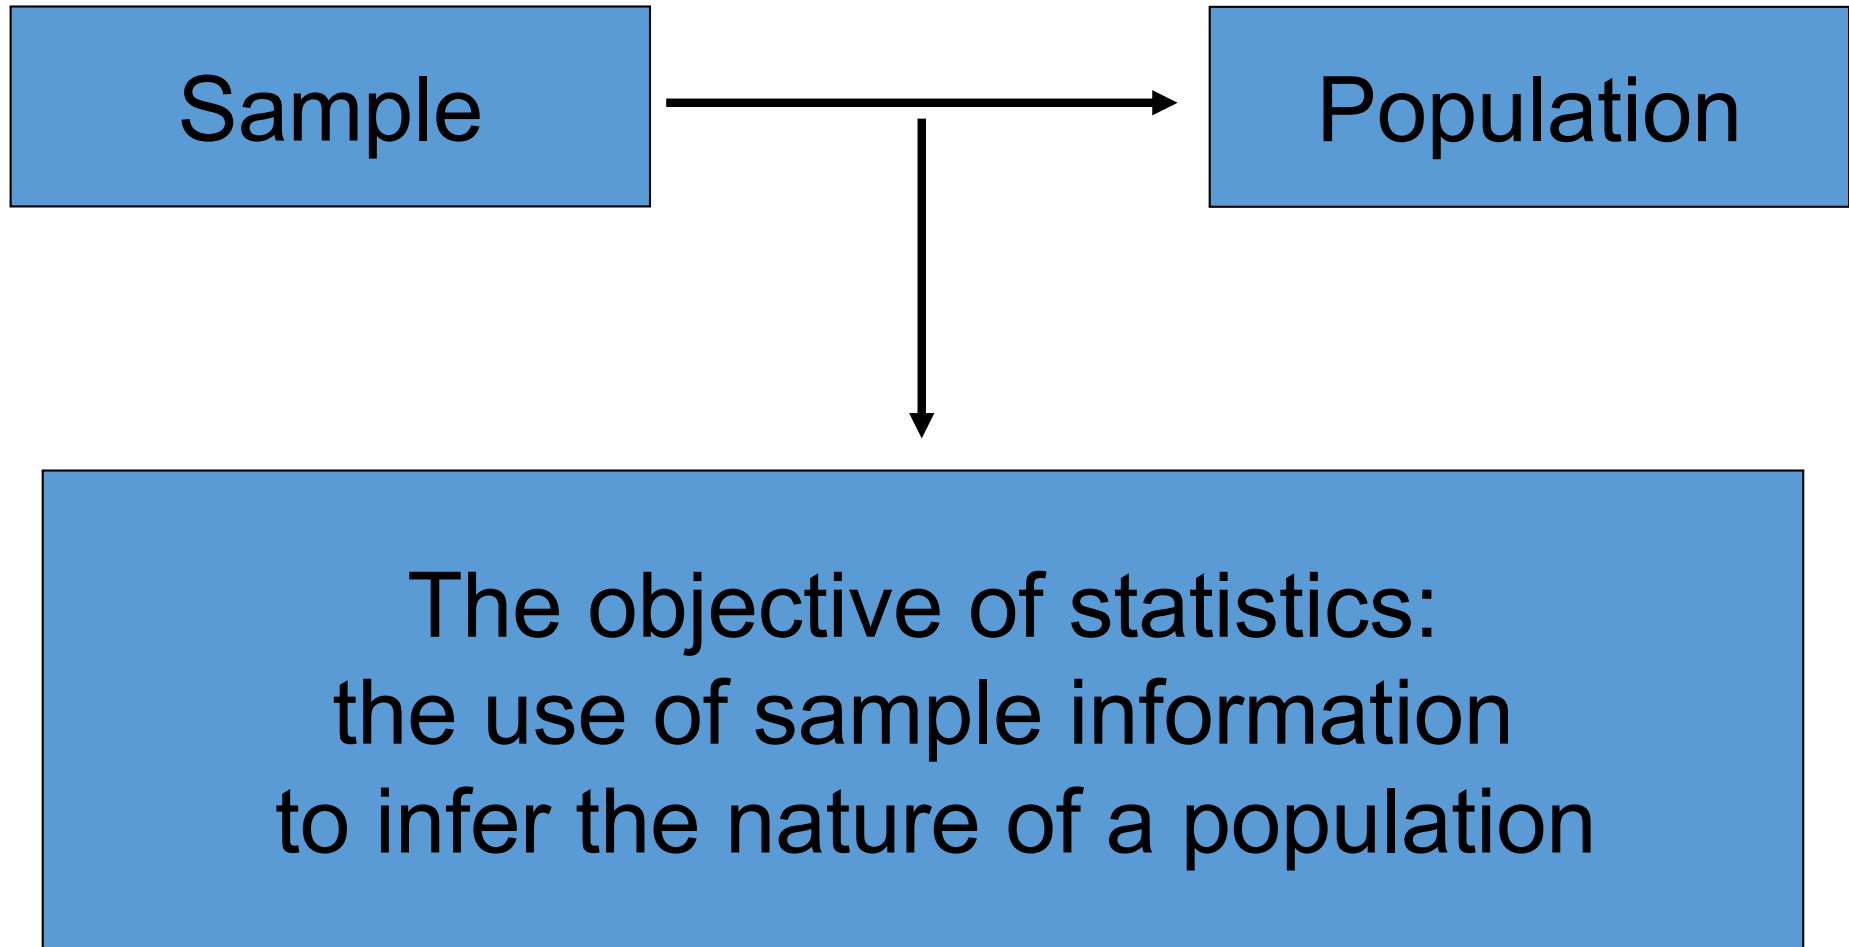 Sample
Population
The objective of statistics:
the use of sample information
to infer the nature of a population